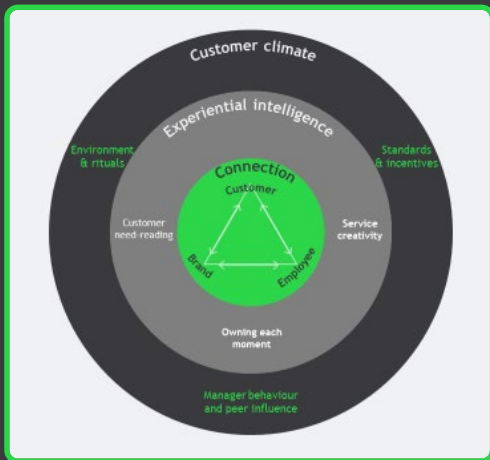 Customer climate
Experiential intelligence
Environment
& rituals
Standards
& incentives
Connection
Customer
Customer
need-reading
Service
creativity
Brand
Employee
Owning each
moment
Manager behaviour
and peer influence